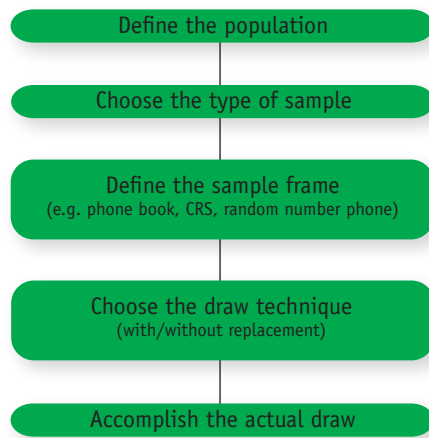 Define the population
Choose the type of sample
Define the sample frame
(e.g. phone book, CRS, random number phone)
Choose the draw technique
(with/without replacement)
Accomplish the actual draw